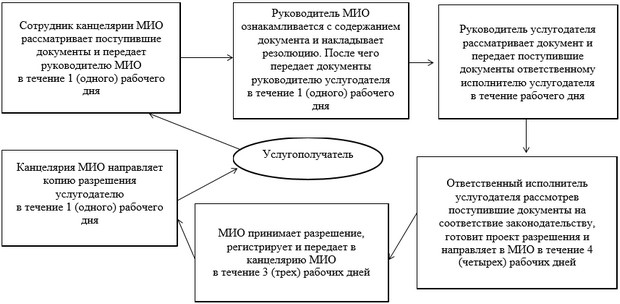 Сотрудник канцелярии МИО
рассматривает поступившие
документы и передает
руководителю МИО
в течение 1 (одного) рабочего
дня
Руководитель МИО
ознакамливается с содержанием
документа и накладывает
резолюцию. После чего
передает документы
руководителю услугодателя
в течение 1 (одного) рабочего
дня
Руководитель услугодателя
рассматривает документ и
передает поступившие
документы ответственному
исполнителю услугодателя
в течение рабочего дня
Услугополучатель
Канцелярия МИО направляет
копию разрешения
услугодателю
в течение 1 (одного) рабочего
дня
МИО принимает разрешение,
регистрирует и передает в
канцелярию МИО
в течение 3 (трех) рабочих дней
Ответственный исполнитель
услугодателя рассмотрев
поступившие документы на
соответствие законодательству,
готовит проект разрешения и
направляет в МИО в течение 4
(четырех) рабочих дней